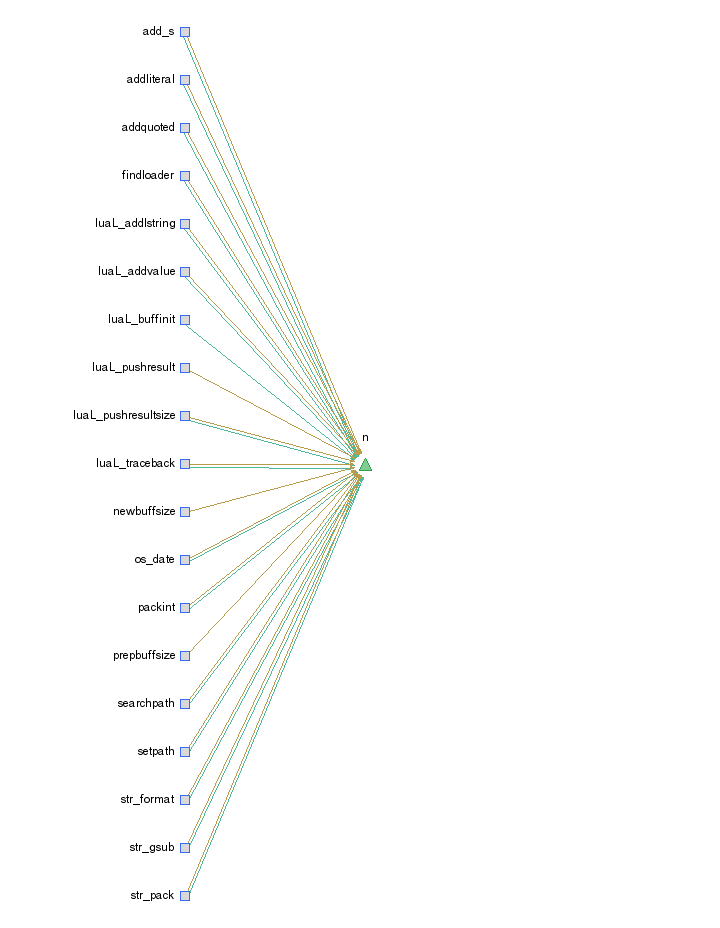 add_s
addliteral
addquoted
findloader
luaL_addlstring
luaL_addvalue
luaL_buffinit
luaL_pushresult
luaL_pushresultsize
n
luaL_traceback
newbuffsize
os_date
packint
prepbuffsize
searchpath
setpath
str_format
str_gsub
str_pack